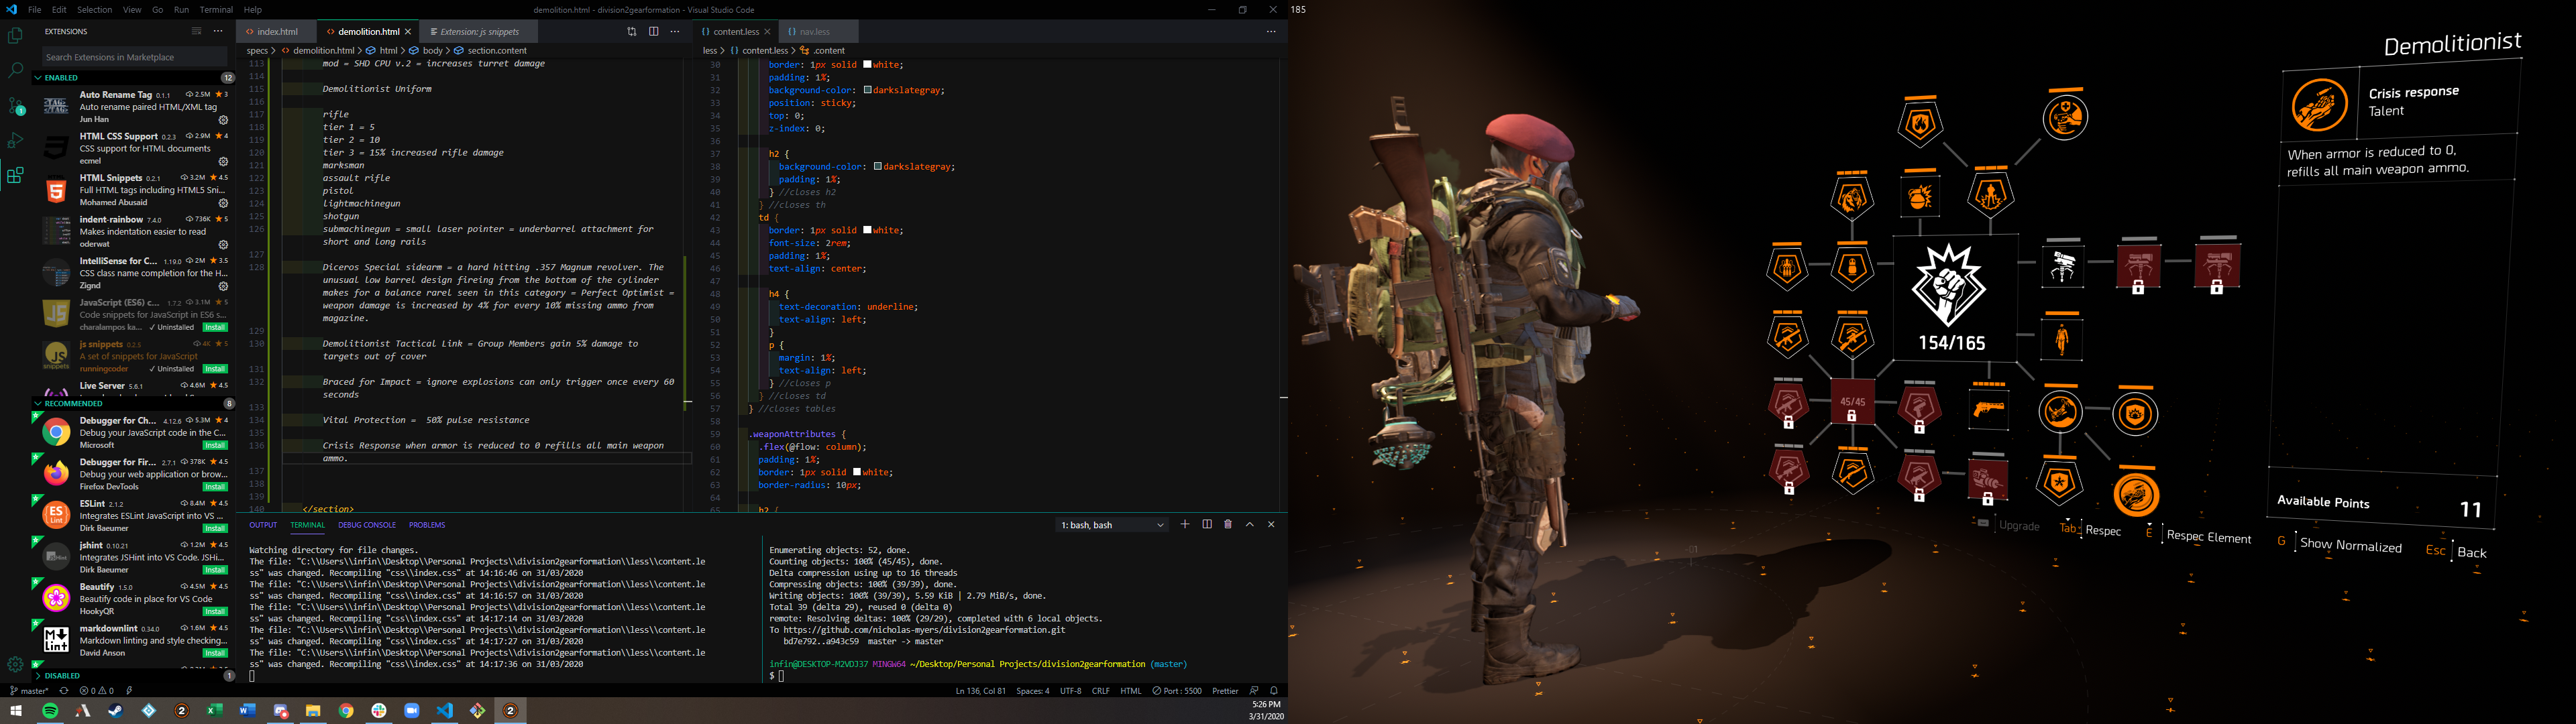 File Edit Selection View Go Run Terminal Help
demolition.html - division2gearformation - Visual Studio Code
EXTENSIONS
Search Extensions in Marketplace
ENABLED 12
Auto Rename Tag 0.1.1 2.5M 3
Auto rename paired HTML/XML tag
Jun Han
HTML CSS Support 0.2.3 2.9M 4
CSS support for HTML documents
ecmel
HTML Snippets 0.2.1 3.2M 4.5
Full HTML tags including HTML5 Sni...
Mohamed Abusaid
indent-rainbow 7.4.0 736K 5
Makes indentation easier to read
oderwat
IntelliSense for C... 1.19.0 2M 3.5
CSS class name completion for the H...
Zignd
JavaScript (ES6) c... 1.7.2 3.1M 5
Code snippets for JavaScript in ES6 s...
charalampos ka... ✓ Uninstalled Install
js snippets 0.2.5 4K 5
A set of snippets for JavaScript
runningcoder ✓ Uninstalled Install
Live Server 5.6.1 4.6M 4.5
RECOMMENDED 8
Debugger for Ch... 4.12.6 5.3M 4
Debug your JavaScript code in the C...
Microsoft Install
Debugger for Fir... 2.7.1 378K 4.5
Debug your web application or brow...
Firefox DevTools Install
ESLint 2.1.2 8.4M 4.5
Integrates ESLint JavaScript into VS ...
Dirk Baeumer Install
jshint 0.10.21 1.2M 4.5
Integrates JSHint into VS Code. JSHi...
Dirk Baeumer Install
Beautify 1.5.0 4.5M 4.5
Beautify code in place for VS Code
HookyQR Install
markdownlint 0.34.0 1.6M 4.5
Markdown linting and style checking...
David Anson Install
DISABLED 1
index.html demolition.html Extension: js snippets
specs > demolition.html > html > body > section.content
113 mod = SHD CPU v.2 = increases turret damage
114
115 Demolitionist Uniform
116
117 rifle
118 tier 1 = 5
119 tier 2 = 10
120 tier 3 = 15% increased rifle damage
121 marksman
122 assault rifle
123 pistol
124 lightmachinegun
125 shotgun
126 submachinegun = small laser pointer = underbarrel attachment for
short and long rails
127
128 Diceros Special sidearm = a hard hitting .357 Magnum revolver. The
unusual low barrel design fireing from the bottom of the cylinder
makes for a balance rarel seen in this category = Perfect Optimist =
weapon damage is increased by 4% for every 10% missing ammo from
magazine.
129
130 Demolitionist Tactical Link = Group Members gain 5% damage to
targets out of cover
131
132 Braced for Impact = ignore explosions can only trigger once every 60
seconds
133
134 Vital Protection = 50% pulse resistance
135
136 Crisis Response when armor is reduced to 0 refills all main weapon
ammo.
137
138
139
140 </section>
content.less nav.less
less > content.less > .content
30 border: 1px solid white;
31 padding: 1%;
32 background-color: darkslategray;
33 position: sticky;
34 top: 0;
35 z-index: 0;
36
37 h2 {
38 background-color: darkslategray;
39 padding: 1%;
40 } //closes h2
41 } //closes th
42 td {
43 border: 1px solid white;
44 font-size: 2rem;
45 padding: 1%;
46 text-align: center;
47
48 h4 {
49 text-decoration: underline;
50 text-align: left;
51 }
52 p {
53 margin: 1%;
54 text-align: left;
55 } //closes p
56 } //closes td
57 } //closes tables
58
59 .weaponAttributes {
60 .flex(@flow: column);
61 padding: 1%;
62 border: 1px solid white;
63 border-radius: 10px;
64
65 h2 {
OUTPUT TERMINAL DEBUG CONSOLE PROBLEMS
1: bash, bash
Watching directory for file changes.
The file: "C:\\Users\\infin\\Desktop\\Personal Projects\\division2gearformation\\less\\content.le
ss" was changed. Recompiling "css\\index.css" at 14:16:46 on 31/03/2020
The file: "C:\\Users\\infin\\Desktop\\Personal Projects\\division2gearformation\\less\\content.le
ss" was changed. Recompiling "css\\index.css" at 14:16:57 on 31/03/2020
The file: "C:\\Users\\infin\\Desktop\\Personal Projects\\division2gearformation\\less\\content.le
ss" was changed. Recompiling "css\\index.css" at 14:17:14 on 31/03/2020
The file: "C:\\Users\\infin\\Desktop\\Personal Projects\\division2gearformation\\less\\content.le
ss" was changed. Recompiling "css\\index.css" at 14:17:27 on 31/03/2020
The file: "C:\\Users\\infin\\Desktop\\Personal Projects\\division2gearformation\\less\\content.le
ss" was changed. Recompiling "css\\index.css" at 14:17:36 on 31/03/2020
Enumerating objects: 52, done.
Counting objects: 100% (45/45), done.
Delta compression using up to 16 threads
Compressing objects: 100% (39/39), done.
Writing objects: 100% (39/39), 5.59 KiB | 2.79 MiB/s, done.
Total 39 (delta 29), reused 0 (delta 0)
remote: Resolving deltas: 100% (29/29), completed with 6 local objects.
To https://github.com/nicholas-myers/division2gearformation.git
bd7e792..a943c59 master -> master
infin@DESKTOP-M2VDJ37 MINGW64 ~/Desktop/Personal Projects/division2gearformation (master)
$
master* 0 0
Ln 136, Col 81 Spaces: 4 UTF-8 CRLF HTML Port : 5500 Prettier
5:26 PM
3/31/2020
185
Demolitionist
Crisis response
Talent
When armor is reduced to 0,
refills all main weapon ammo.
154/165
45/45
Available Points 11
Upgrade Tab Respec E Respec Element G Show Normalized Esc Back